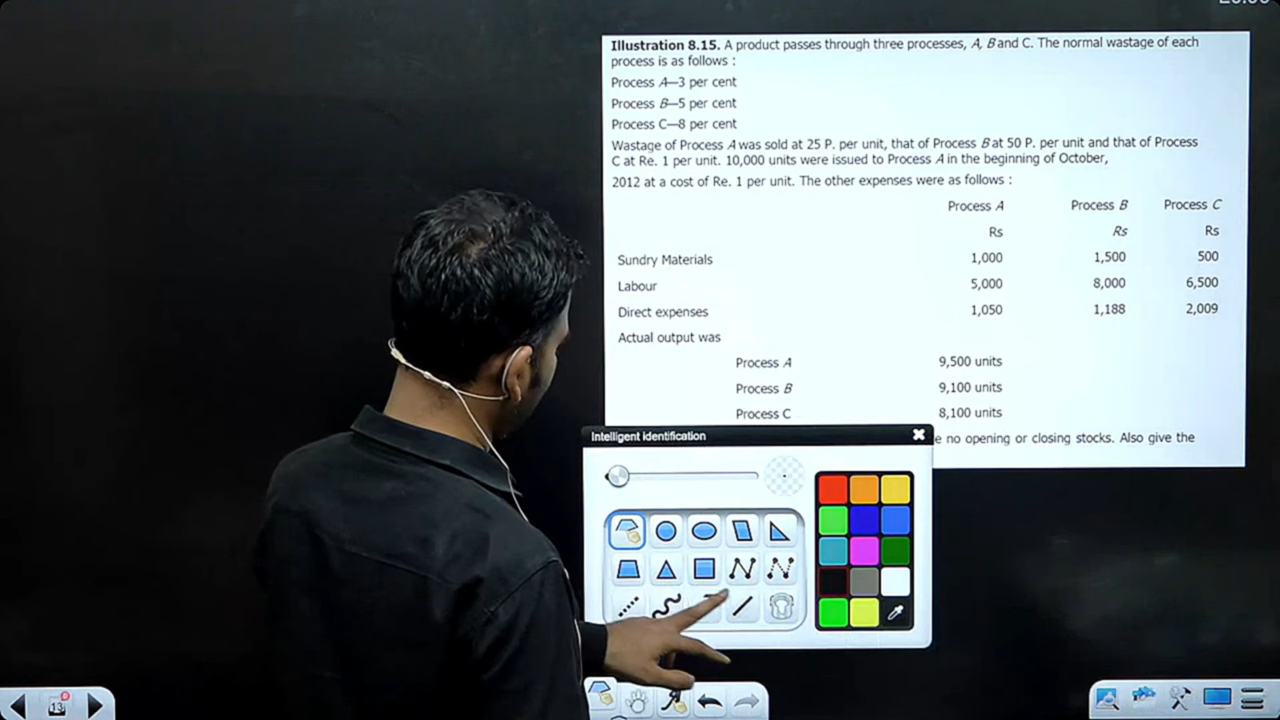 Illustration 8.15. A product passes through three processes, A, B and C. The normal wastage of each
process is as follows :
Process A—3 per cent
Process B—5 per cent
Process C—8 per cent
Wastage of Process A was sold at 25 P. per unit, that of Process B at 50 P. per unit and that of Process
C at Re. 1 per unit. 10,000 units were issued to Process A in the beginning of October,
2012 at a cost of Re. 1 per unit. The other expenses were as follows :
Process A Process B Process C
Rs Rs Rs
Sundry Materials 1,000 1,500 500
Labour 5,000 8,000 6,500
Direct expenses 1,050 1,188 2,009
Actual output was
Process A 9,500 units
Process B 9,100 units
Process C 8,100 units
no opening or closing stocks. Also give the
Intelligent identification
13